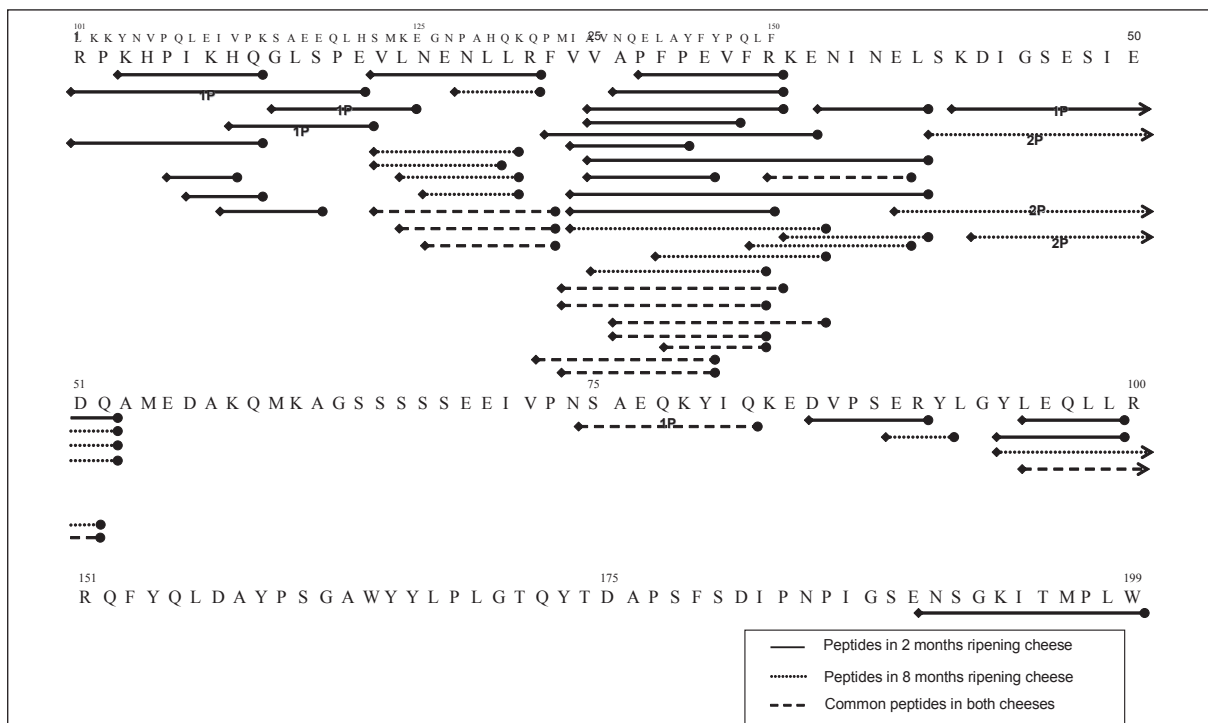 101 125 150
1 25 50
L K K Y N V P Q L E I V P K S A E E Q L H S M K E G N P A H Q K Q P M I A V N Q E L A Y F Y P Q L F
R P K H P I K H Q G L S P E V L N E N L L R F V V A P F P E V F R K E N I N E L S K D I G S E S I E
1P
1P 1P
1P
2P
2P
2P
51 75 100
D Q A M E D A K Q M K A G S S S S S E E I V P N S A E Q K Y I Q K E D V P S E R Y L G Y L E Q L L R
1P
151 175 199
R Q F Y Q L D A Y P S G A W Y Y L P L G T Q Y T D A P S F S D I P N P I G S E N S G K I T M P L W
Peptides in 2 months ripening cheese
Peptides in 8 months ripening cheese
Common peptides in both cheeses